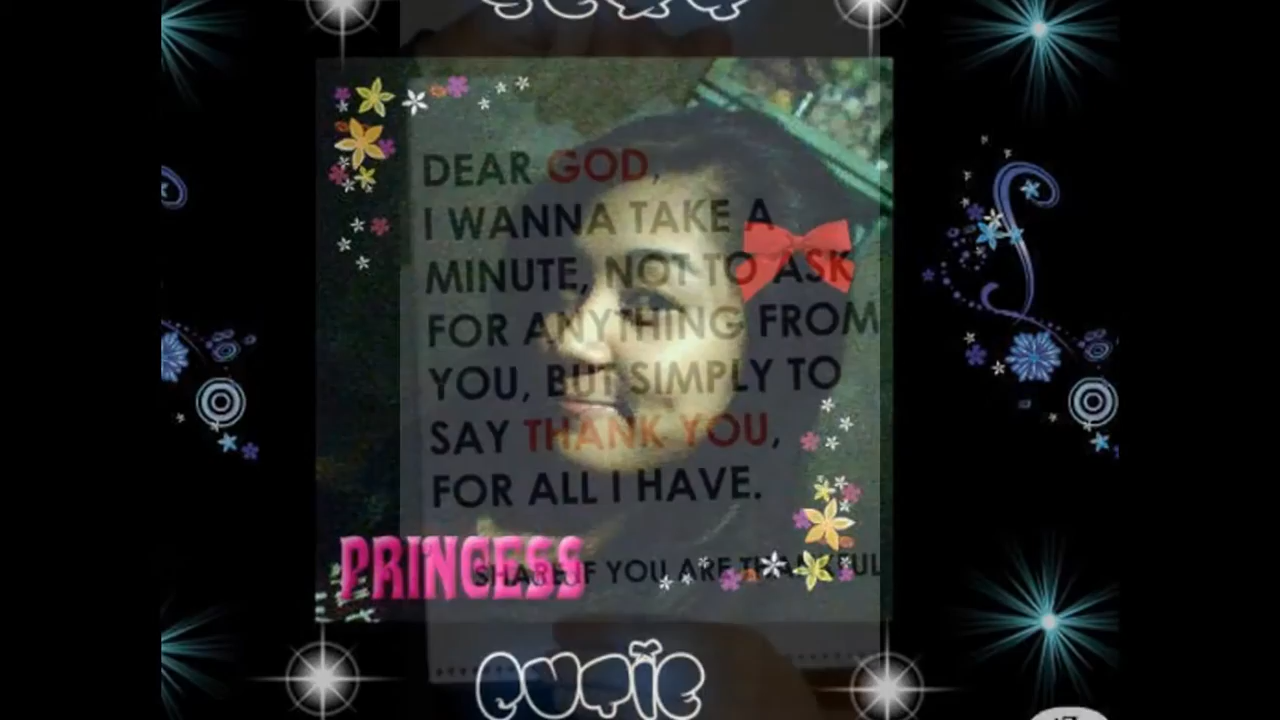 DEAR GOD,
I WANNA TAKE A
MINUTE, NOT TO ASK
FOR ANYTHING FROM
YOU, BUT SIMPLY TO
SAY THANK YOU,
FOR ALL I HAVE.
PRINCESS
SHARE IF YOU ARE THANKFUL
CUTiE